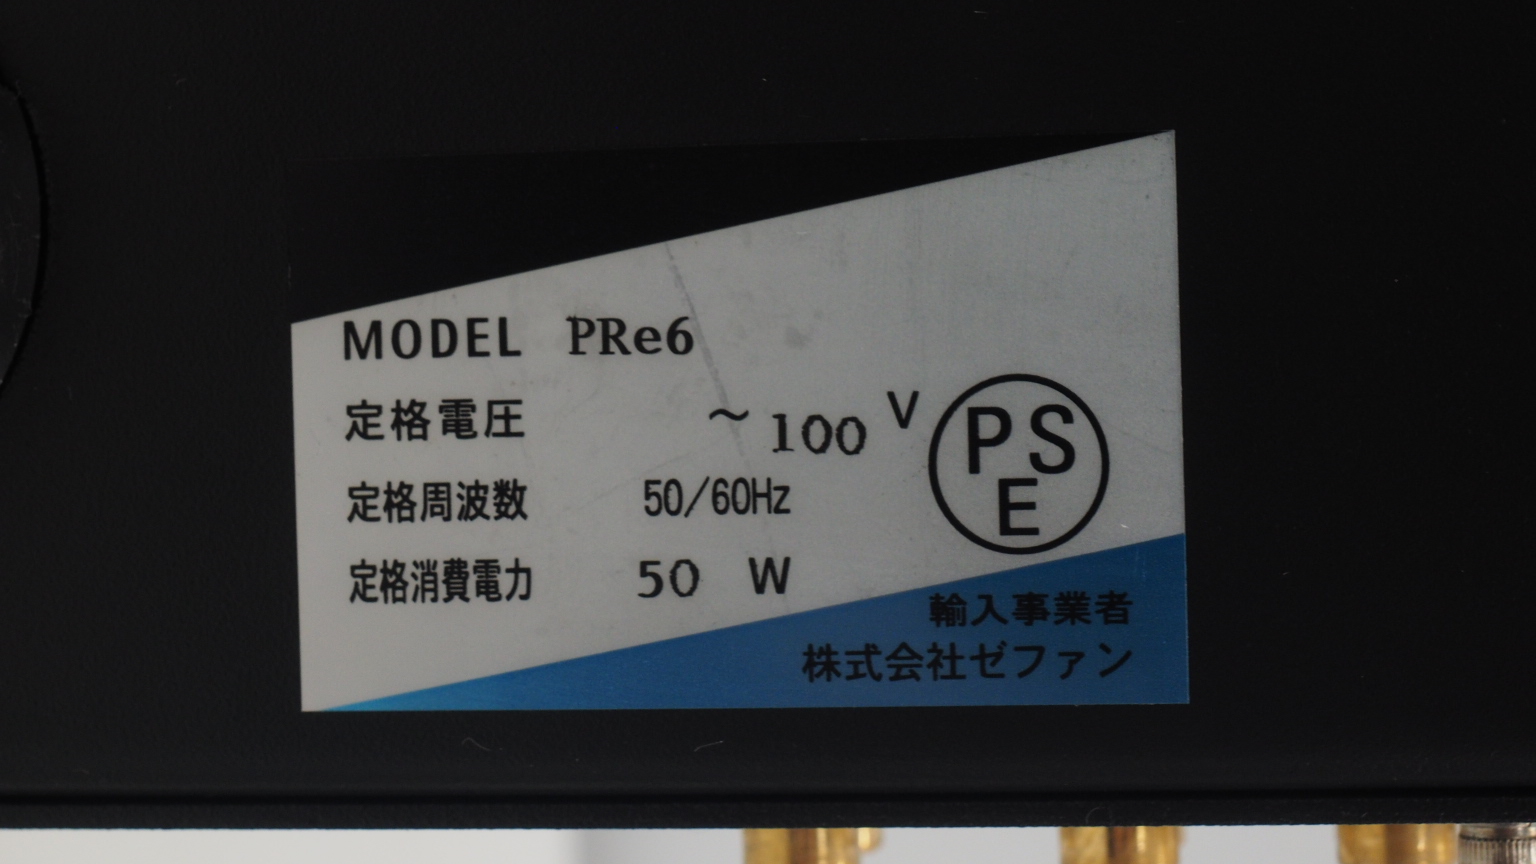 MODEL PRe6
定格電圧 ~100 V
定格周波数 50/60Hz
定格消費電力 50 W
PS
E
輸入事業者
株式会社ゼファン